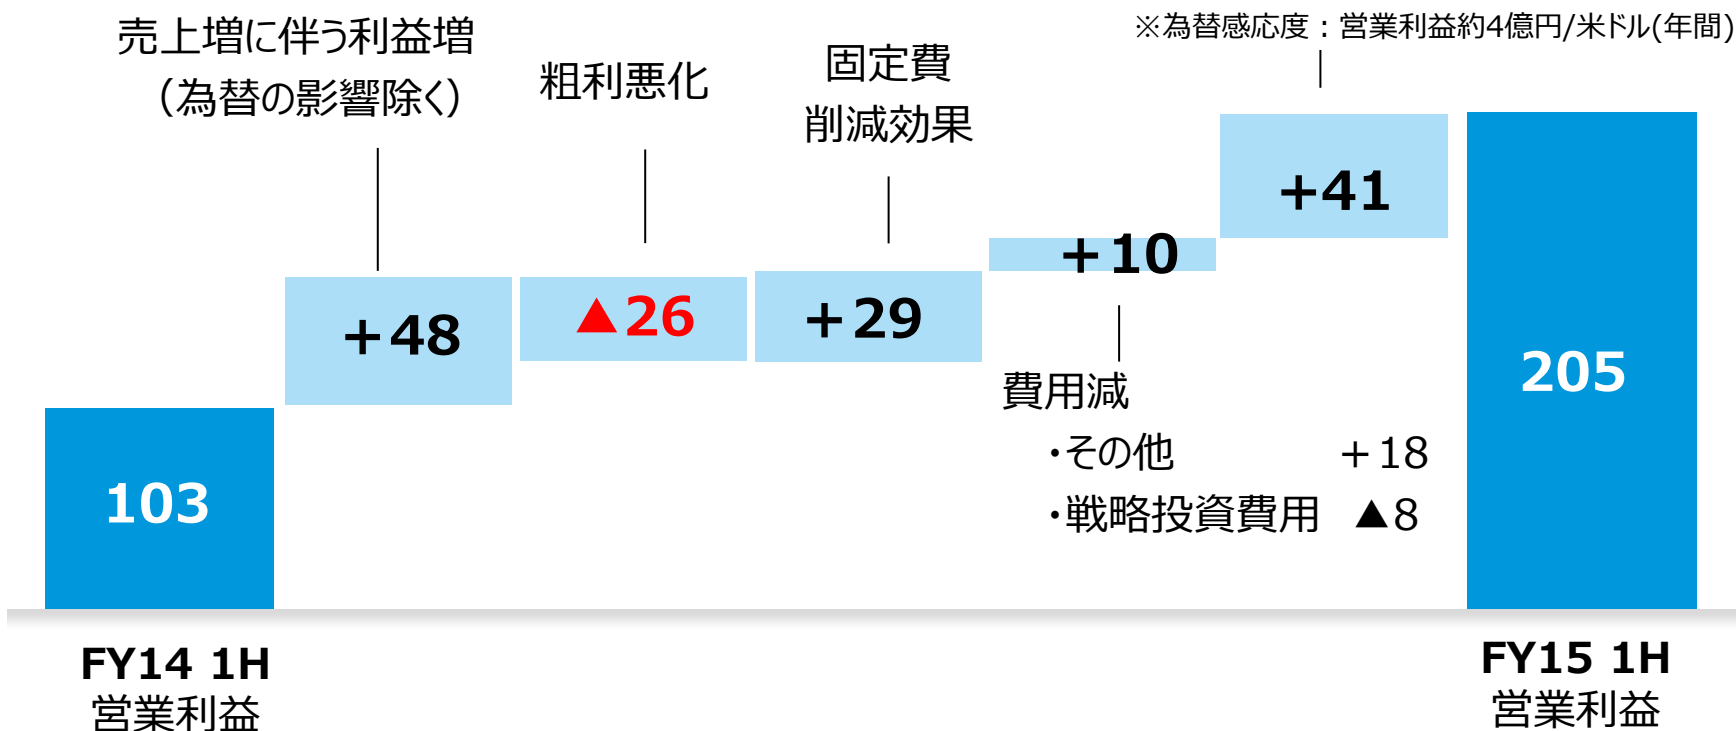 ※為替感応度：営業利益約4億円/米ドル(年間)
売上増に伴う利益増
（為替の影響除く）
粗利悪化
固定費
削減効果
+41
+10
+48
▲26
+29
205
103
費用減
・その他 +18
・戦略投資費用 ▲8
FY14 1H
営業利益
FY15 1H
営業利益